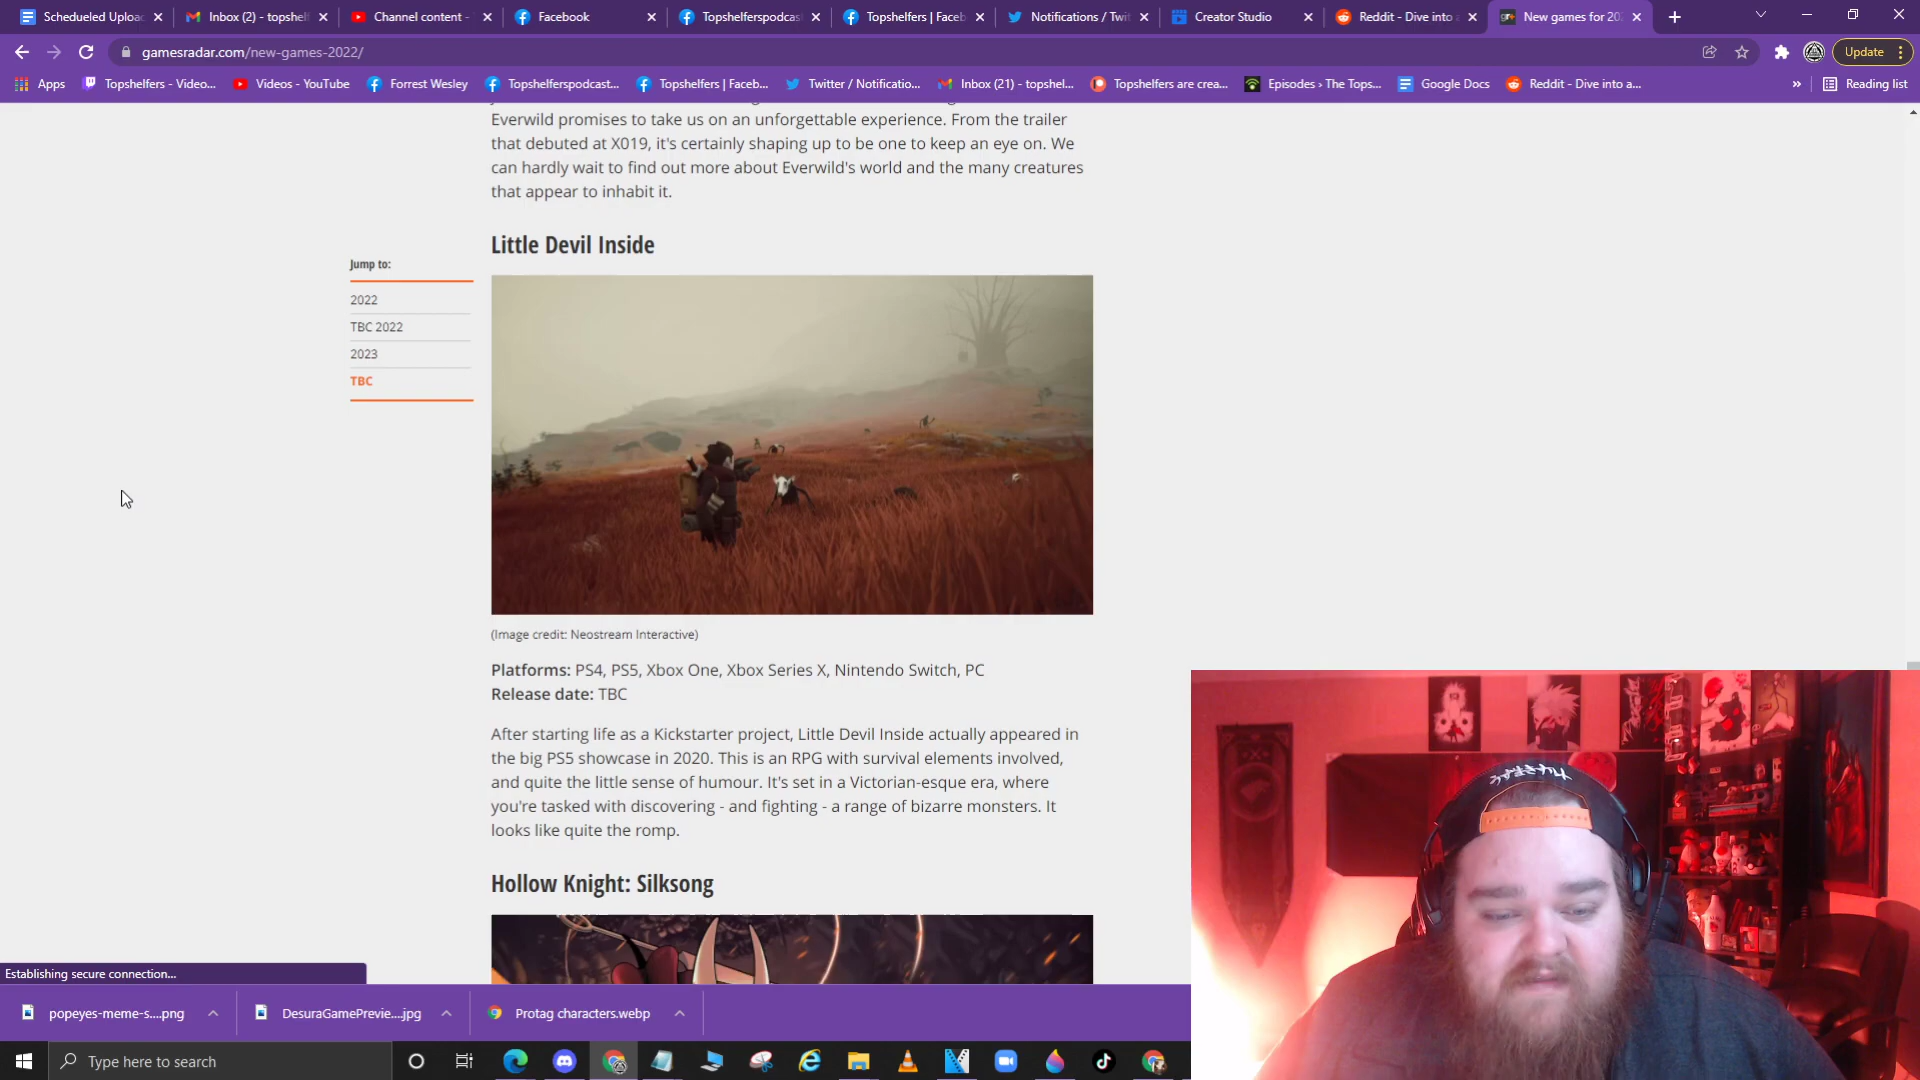 Schedueled Uploa
Inbox (2) - topshel
Channel content -
Facebook
Topshelferspodcas
Topshelfers | Faceb
Notifications / Twit
Creator Studio
Reddit - Dive into a
New games for 202
gamesradar.com/new-games-2022/
Update
Apps
Topshelfers - Video...
Videos - YouTube
Forrest Wesley
Topshelferspodcast...
Topshelfers | Faceb...
Twitter / Notificatio...
Inbox (21) - topshel...
Topshelfers are crea...
Episodes › The Tops...
Google Docs
Reddit - Dive into a...
»
Reading list
Everwild promises to take us on an unforgettable experience. From the trailer
that debuted at X019, it's certainly shaping up to be one to keep an eye on. We
can hardly wait to find out more about Everwild's world and the many creatures
that appear to inhabit it.
Little Devil Inside
Jump to:
2022
TBC 2022
2023
TBC
(Image credit: Neostream Interactive)
Platforms: PS4, PS5, Xbox One, Xbox Series X, Nintendo Switch, PC
Release date: TBC
After starting life as a Kickstarter project, Little Devil Inside actually appeared in
the big PS5 showcase in 2020. This is an RPG with survival elements involved,
and quite the little sense of humour. It's set in a Victorian-esque era, where
you're tasked with discovering - and fighting - a range of bizarre monsters. It
looks like quite the romp.
Hollow Knight: Silksong
Establishing secure connection...
popeyes-meme-s....png
DesuraGamePrevie....jpg
Protag characters.webp
Type here to search